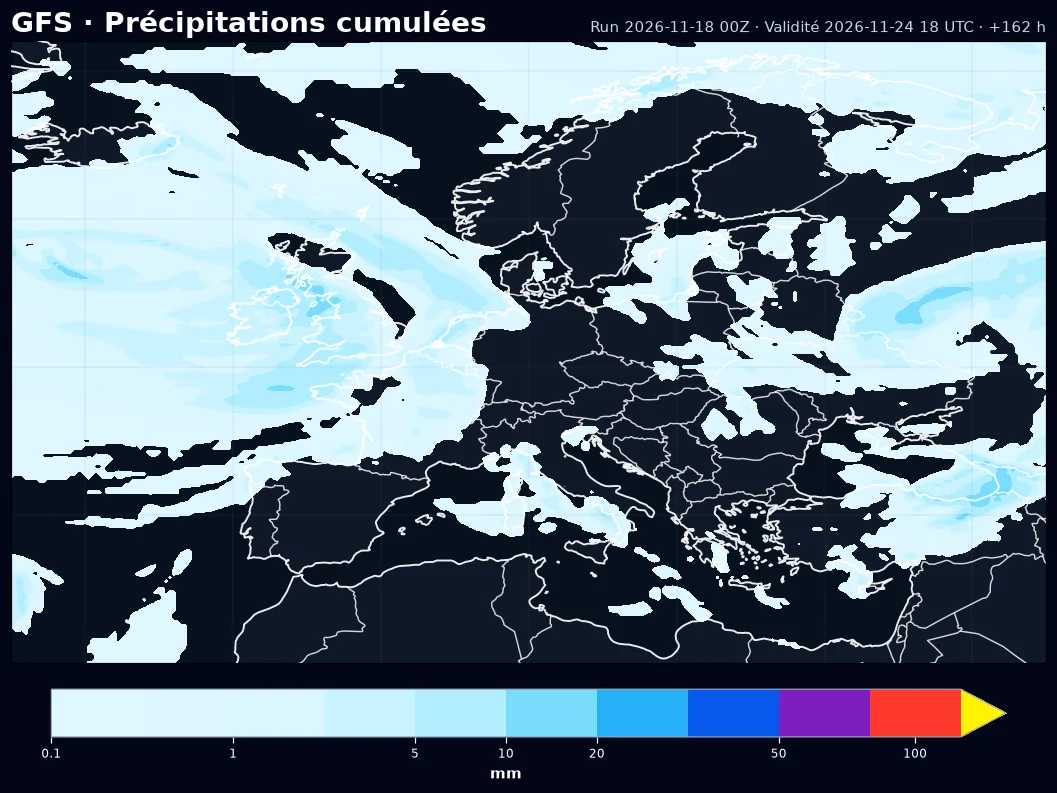 GFS · Précipitations cumulées
Run 2026-11-18 00Z · Validité 2026-11-24 18 UTC · +162 h
0.1 1 5 10 20 50 100
mm